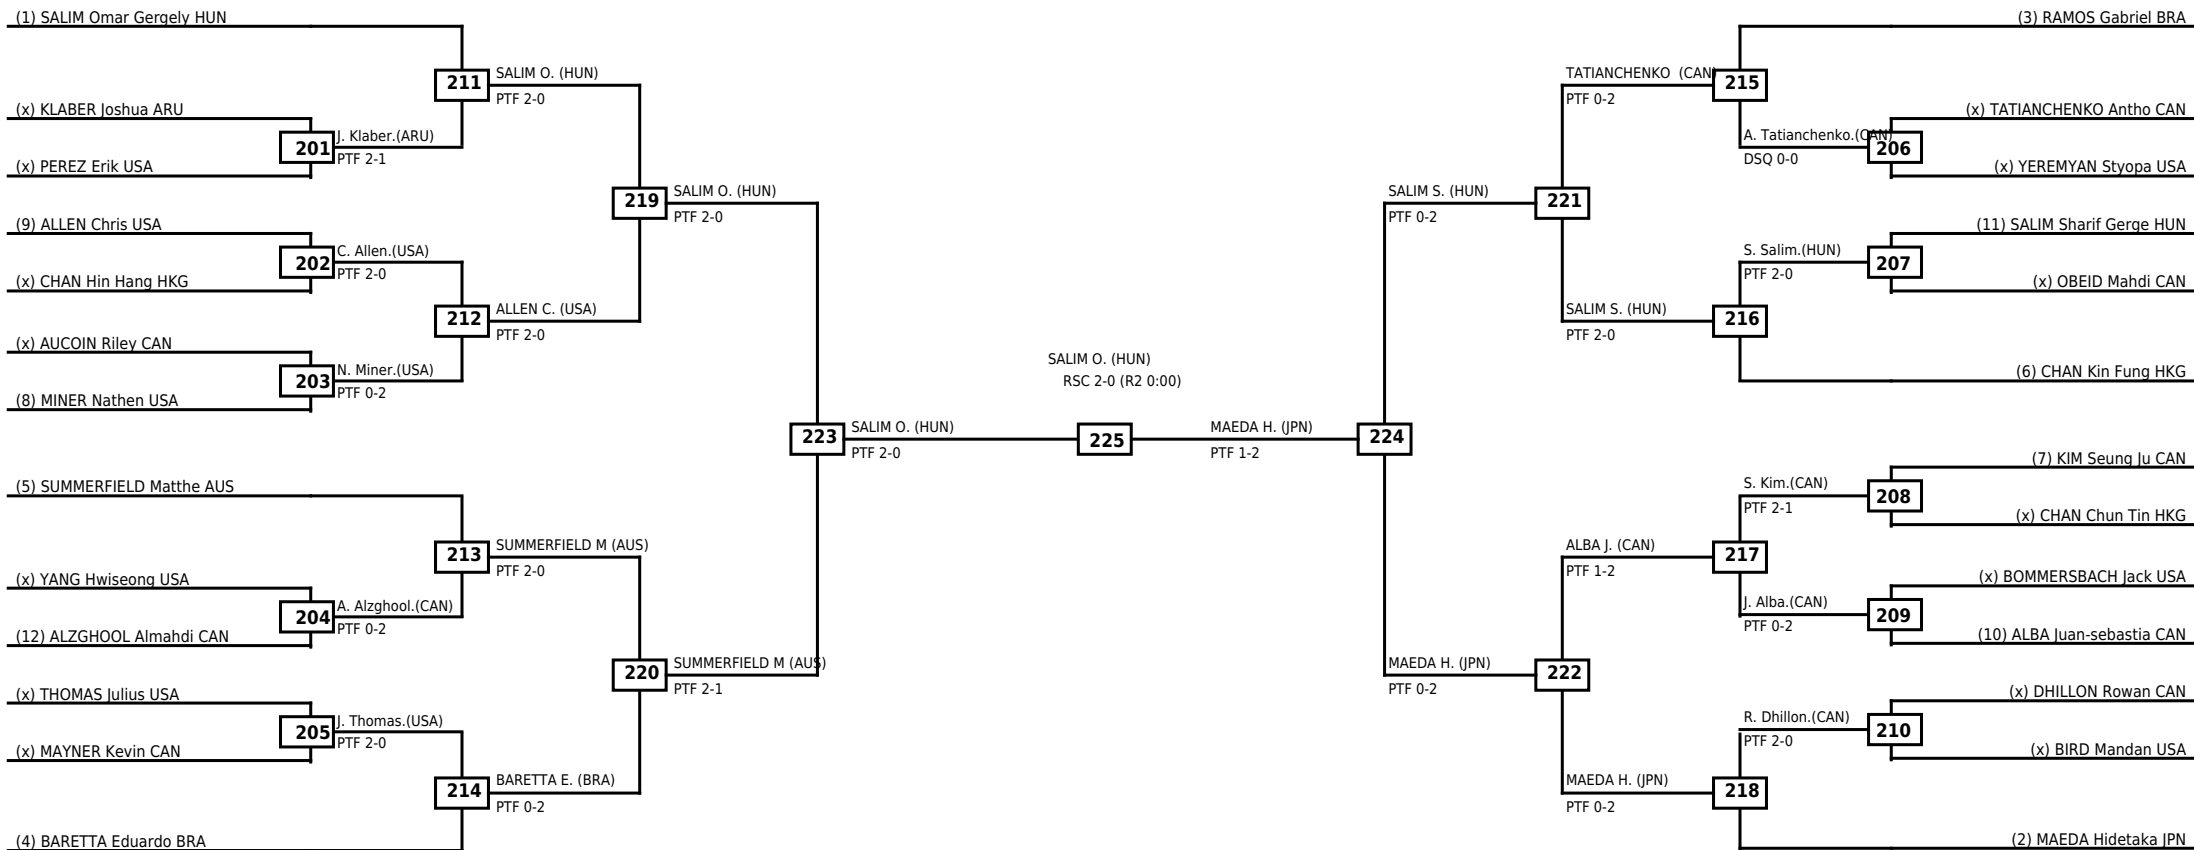 (1) SALIM Omar Gergely HUN
211
SALIM O. (HUN)
PTF 2-0
(x) KLABER Joshua ARU
201
J. Klaber.(ARU)
PTF 2-1
(x) PEREZ Erik USA
219
SALIM O. (HUN)
PTF 2-0
(9) ALLEN Chris USA
202
C. Allen.(USA)
PTF 2-0
(x) CHAN Hin Hang HKG
212
ALLEN C. (USA)
PTF 2-0
(x) AUCOIN Riley CAN
203
N. Miner.(USA)
PTF 0-2
(8) MINER Nathen USA
223
SALIM O. (HUN)
PTF 2-0
(5) SUMMERFIELD Matthe AUS
213
SUMMERFIELD M (AUS)
PTF 2-0
(x) YANG Hwiseong USA
204
A. Alzghool.(CAN)
PTF 0-2
(12) ALZGHOOL Almahdi CAN
220
SUMMERFIELD M (AUS)
PTF 2-1
(x) THOMAS Julius USA
205
J. Thomas.(USA)
PTF 2-0
(x) MAYNER Kevin CAN
214
BARETTA E. (BRA)
PTF 0-2
(4) BARETTA Eduardo BRA
SALIM O. (HUN)
RSC 2-0 (R2 0:00)
225
MAEDA H. (JPN)
PTF 1-2
224
(3) RAMOS Gabriel BRA
TATIANCHENKO (CAN)
PTF 0-2
215
(x) TATIANCHENKO Antho CAN
A. Tatianchenko.(CAN)
DSQ 0-0
206
(x) YEREMYAN Styopa USA
SALIM S. (HUN)
PTF 0-2
221
(11) SALIM Sharif Gerge HUN
S. Salim.(HUN)
PTF 2-0
207
(x) OBEID Mahdi CAN
SALIM S. (HUN)
PTF 2-0
216
(6) CHAN Kin Fung HKG
(7) KIM Seung Ju CAN
S. Kim.(CAN)
PTF 2-1
208
(x) CHAN Chun Tin HKG
ALBA J. (CAN)
PTF 1-2
217
(x) BOMMERSBACH Jack USA
J. Alba.(CAN)
PTF 0-2
209
(10) ALBA Juan-sebastia CAN
MAEDA H. (JPN)
PTF 0-2
222
(x) DHILLON Rowan CAN
R. Dhillon.(CAN)
PTF 2-0
210
(x) BIRD Mandan USA
MAEDA H. (JPN)
PTF 0-2
218
(2) MAEDA Hidetaka JPN